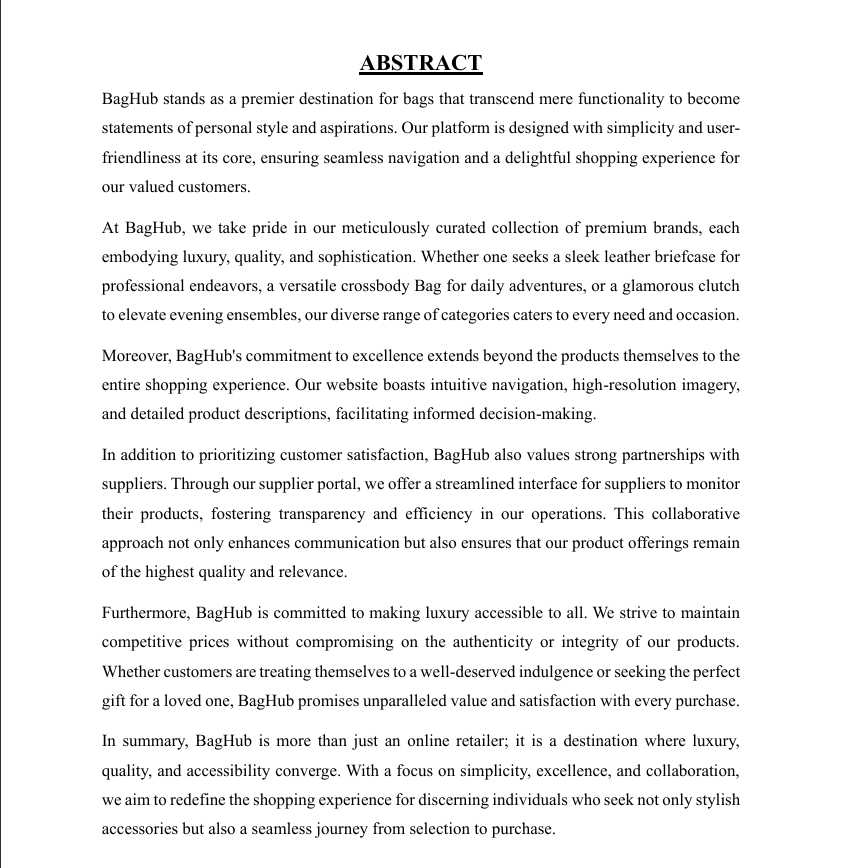 ABSTRACT
BagHub stands as a premier destination for bags that transcend mere functionality to become
statements of personal style and aspirations. Our platform is designed with simplicity and user-
friendliness at its core, ensuring seamless navigation and a delightful shopping experience for
our valued customers.
At BagHub, we take pride in our meticulously curated collection of premium brands, each
embodying luxury, quality, and sophistication. Whether one seeks a sleek leather briefcase for
professional endeavors, a versatile crossbody Bag for daily adventures, or a glamorous clutch
to elevate evening ensembles, our diverse range of categories caters to every need and occasion.
Moreover, BagHub's commitment to excellence extends beyond the products themselves to the
entire shopping experience. Our website boasts intuitive navigation, high-resolution imagery,
and detailed product descriptions, facilitating informed decision-making.
In addition to prioritizing customer satisfaction, BagHub also values strong partnerships with
suppliers. Through our supplier portal, we offer a streamlined interface for suppliers to monitor
their products, fostering transparency and efficiency in our operations. This collaborative
approach not only enhances communication but also ensures that our product offerings remain
of the highest quality and relevance.
Furthermore, BagHub is committed to making luxury accessible to all. We strive to maintain
competitive prices without compromising on the authenticity or integrity of our products.
Whether customers are treating themselves to a well-deserved indulgence or seeking the perfect
gift for a loved one, BagHub promises unparalleled value and satisfaction with every purchase.
In summary, BagHub is more than just an online retailer; it is a destination where luxury,
quality, and accessibility converge. With a focus on simplicity, excellence, and collaboration,
we aim to redefine the shopping experience for discerning individuals who seek not only stylish
accessories but also a seamless journey from selection to purchase.